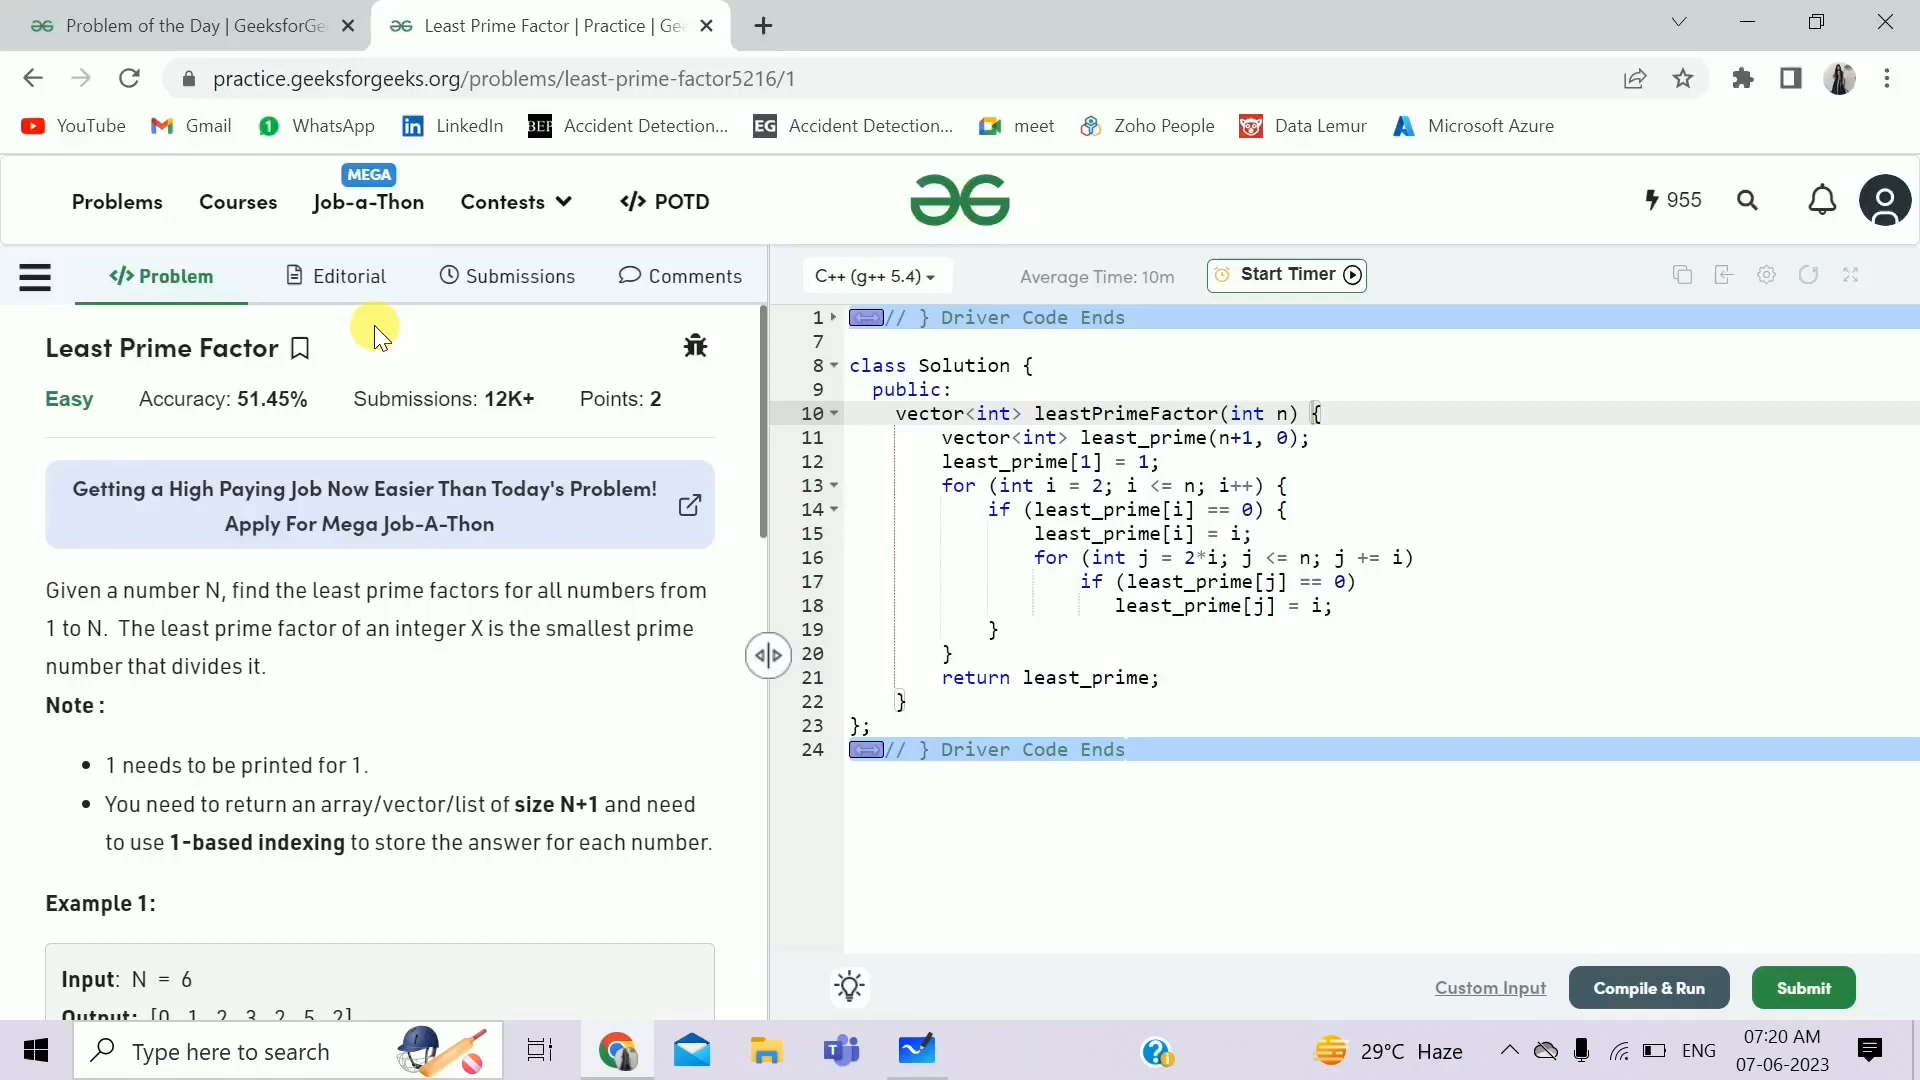 Problem of the Day | GeeksforGe
Least Prime Factor | Practice | Ge
practice.geeksforgeeks.org/problems/least-prime-factor5216/1
YouTube Gmail WhatsApp LinkedIn BEP Accident Detection... EG Accident Detection... meet Zoho People Data Lemur Microsoft Azure
MEGA
Problems Courses Job-a-Thon Contests </> POTD
955
</> Problem Editorial Submissions Comments
C++ (g++ 5.4) Average Time: 10m Start Timer
Least Prime Factor
Easy Accuracy: 51.45% Submissions: 12K+ Points: 2
Getting a High Paying Job Now Easier Than Today's Problem!
Apply For Mega Job-A-Thon
Given a number N, find the least prime factors for all numbers from
1 to N. The least prime factor of an integer X is the smallest prime
number that divides it.
Note :
• 1 needs to be printed for 1.
• You need to return an array/vector/list of size N+1 and need
to use 1-based indexing to store the answer for each number.
Example 1:
Input: N = 6
Output: [0, 1, 2, 3, 2, 5, 2]
1 // } Driver Code Ends
7
8 class Solution {
9 public:
10 vector<int> leastPrimeFactor(int n) {
11 vector<int> least_prime(n+1, 0);
12 least_prime[1] = 1;
13 for (int i = 2; i <= n; i++) {
14 if (least_prime[i] == 0) {
15 least_prime[i] = i;
16 for (int j = 2*i; j <= n; j += i)
17 if (least_prime[j] == 0)
18 least_prime[j] = i;
19 }
20 }
21 return least_prime;
22 }
23 };
24 // } Driver Code Ends
Custom Input Compile & Run Submit
Type here to search
29°C Haze
ENG
07:20 AM
07-06-2023